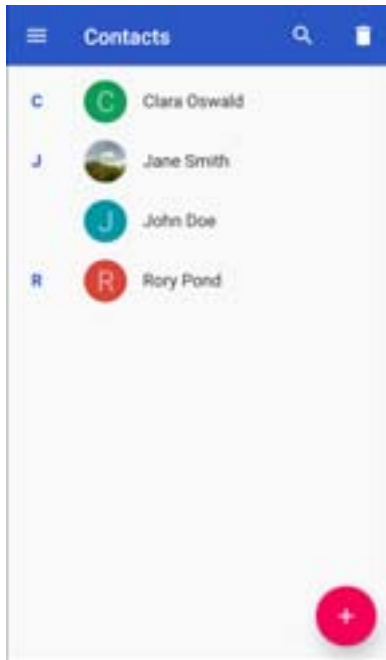 Contacts
C C Clara Oswald
J Jane Smith
J John Doe
R R Rory Pond